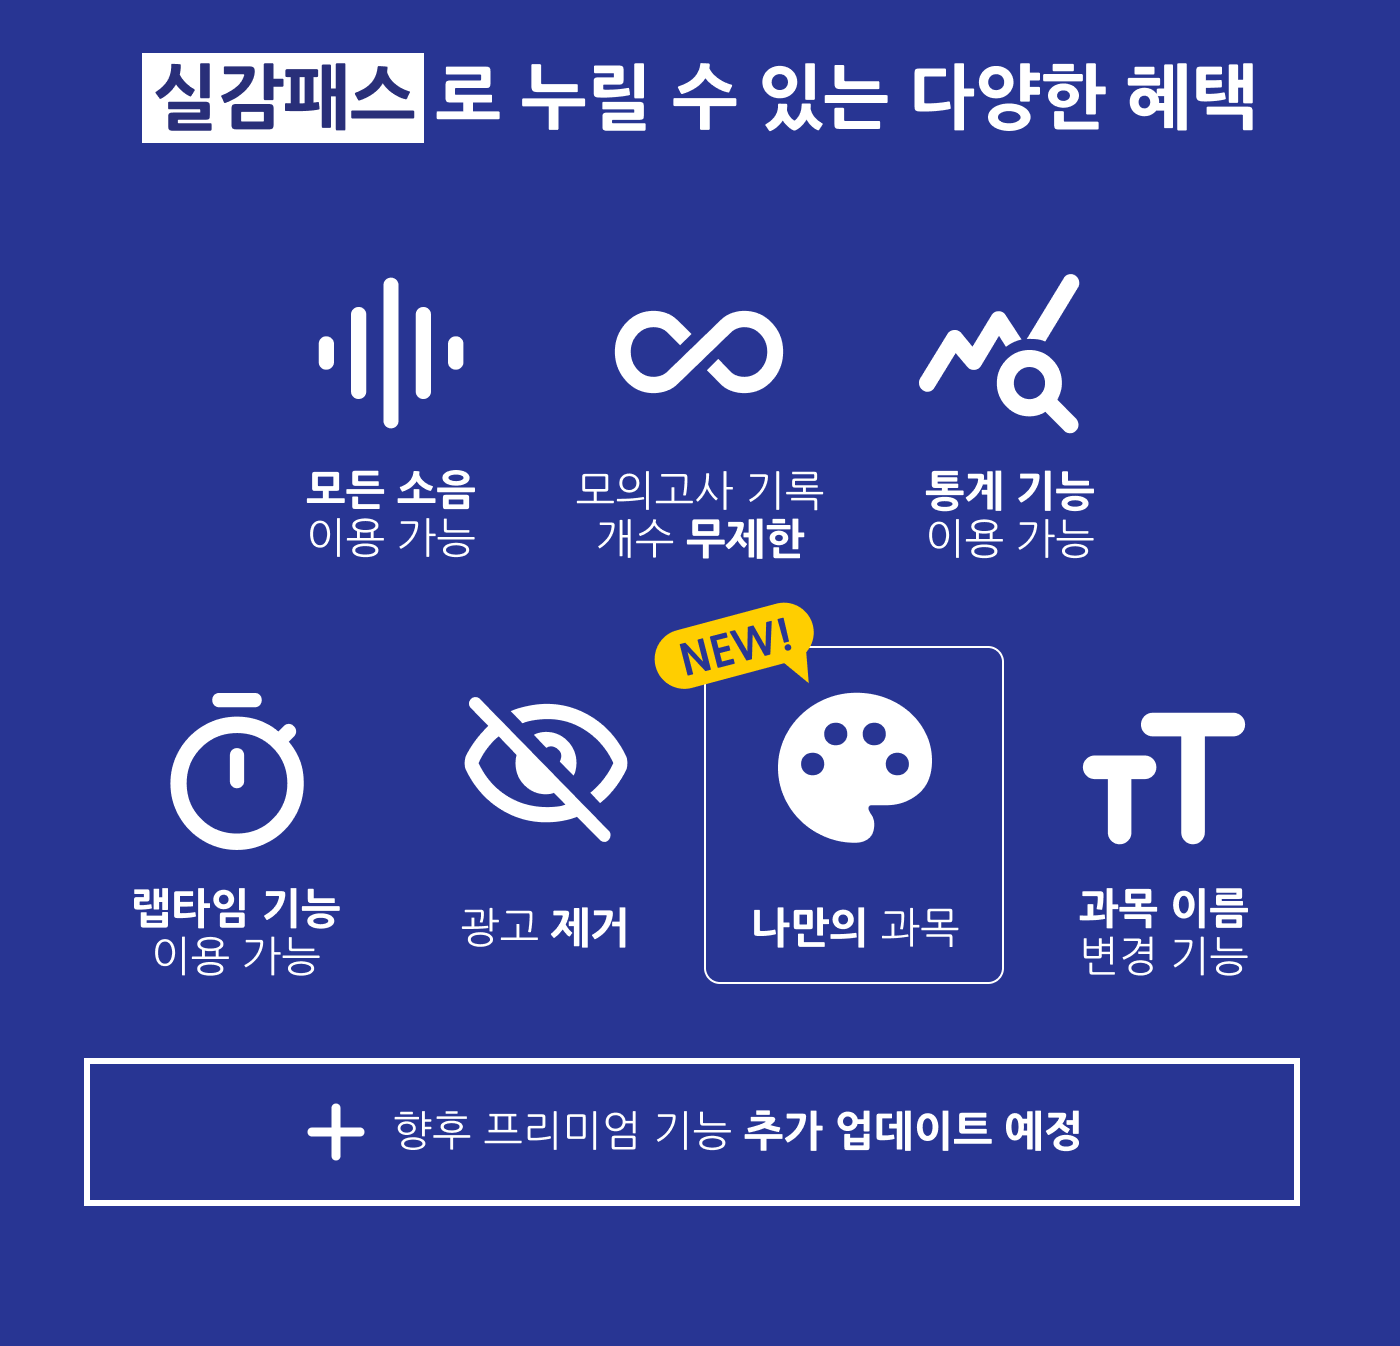 실감패스로 누릴 수 있는 다양한 혜택
모든 소음
이용 가능
모의고사 기록
개수 무제한
통계 기능
이용 가능
랩타임 기능
이용 가능
광고 제거
NEW!
나만의 과목
과목 이름
변경 기능
향후 프리미엄 기능 추가 업데이트 예정